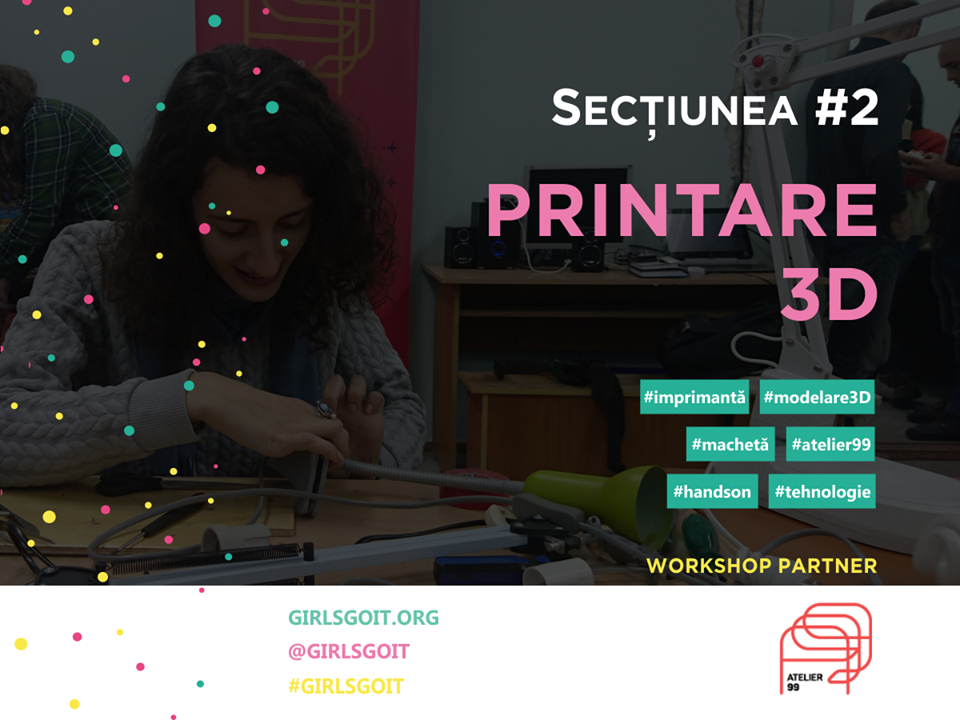 SECȚIUNEA #2
PRINTARE
3D
#imprimantă #modelare3D
#machetă #atelier99
#handson #tehnologie
WORKSHOP PARTNER
GIRLSGOIT.ORG
@GIRLSGOIT
#GIRLSGOIT
ATELIER
99